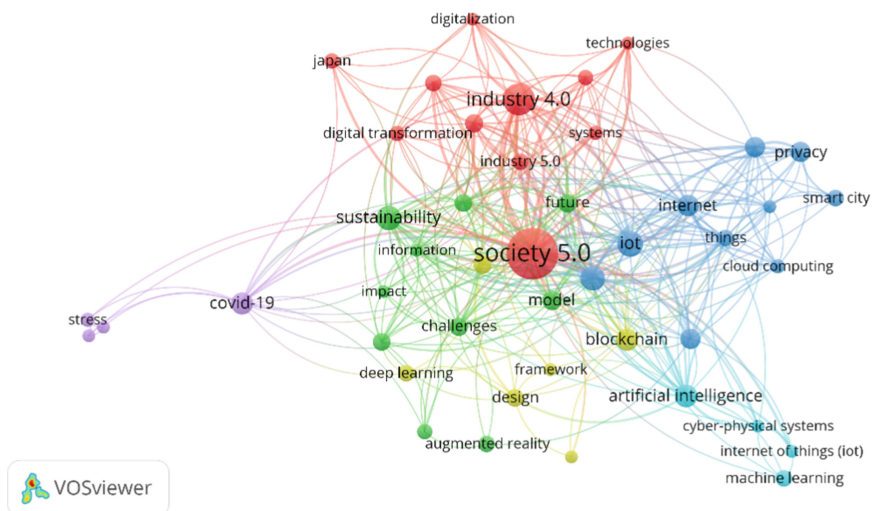 digitalization
technologies
japan
industry 4.0
digital transformation
systems
privacy
industry 5.0
smart city
future
internet
sustainability
things
information
society 5.0
iot
cloud computing
impact
model
covid-19
stress
challenges
blockchain
deep learning
framework
design
artificial intelligence
cyber-physical systems
augmented reality
internet of things (iot)
machine learning
VOSviewer